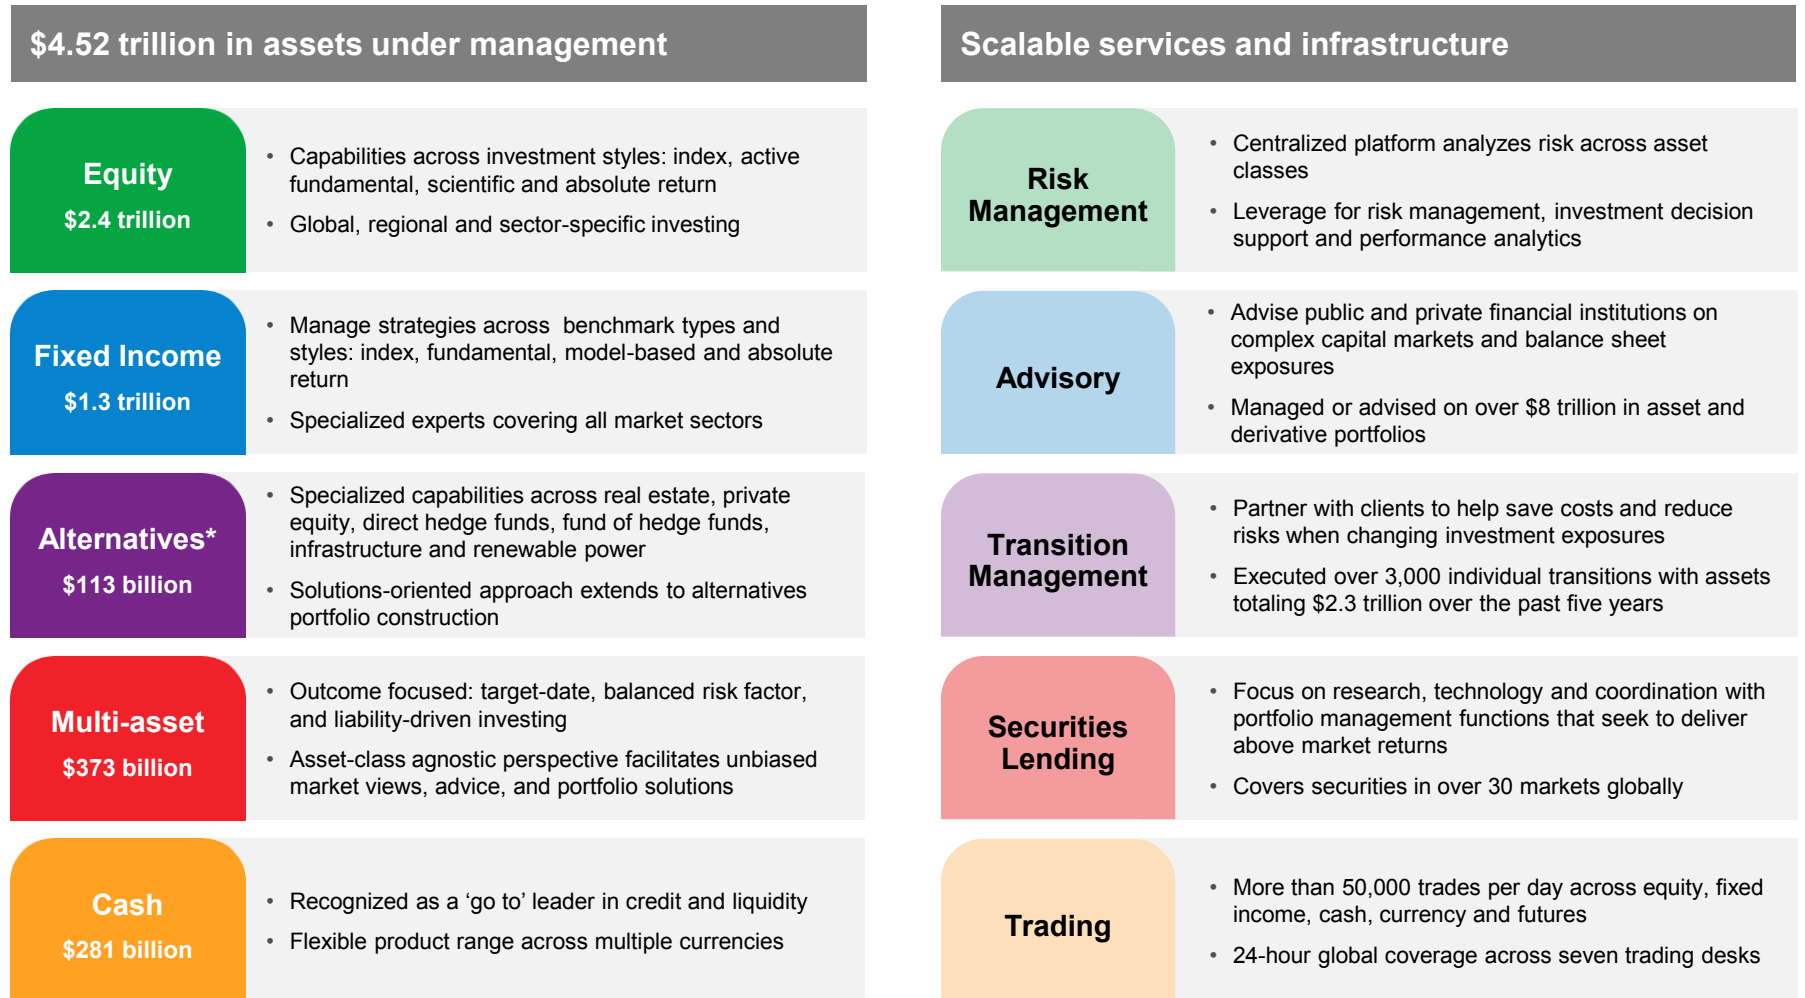 $4.52 trillion in assets under management
Equity
$2.4 trillion
• Capabilities across investment styles: index, active
fundamental, scientific and absolute return
• Global, regional and sector-specific investing
Fixed Income
$1.3 trillion
• Manage strategies across  benchmark types and
styles: index, fundamental, model-based and absolute
return
• Specialized experts covering all market sectors
Alternatives*
$113 billion
• Specialized capabilities across real estate, private
equity, direct hedge funds, fund of hedge funds,
infrastructure and renewable power
• Solutions-oriented approach extends to alternatives
portfolio construction
Multi-asset
$373 billion
• Outcome focused: target-date, balanced risk factor,
and liability-driven investing
• Asset-class agnostic perspective facilitates unbiased
market views, advice, and portfolio solutions
Cash
$281 billion
• Recognized as a ‘go to’ leader in credit and liquidity
• Flexible product range across multiple currencies
Scalable services and infrastructure
Risk
Management
• Centralized platform analyzes risk across asset
classes
• Leverage for risk management, investment decision
support and performance analytics
Advisory
• Advise public and private financial institutions on
complex capital markets and balance sheet
exposures
• Managed or advised on over $8 trillion in asset and
derivative portfolios
Transition
Management
• Partner with clients to help save costs and reduce
risks when changing investment exposures
• Executed over 3,000 individual transitions with assets
totaling $2.3 trillion over the past five years
Securities
Lending
• Focus on research, technology and coordination with
portfolio management functions that seek to deliver
above market returns
• Covers securities in over 30 markets globally
Trading
• More than 50,000 trades per day across equity, fixed
income, cash, currency and futures
• 24-hour global coverage across seven trading desks